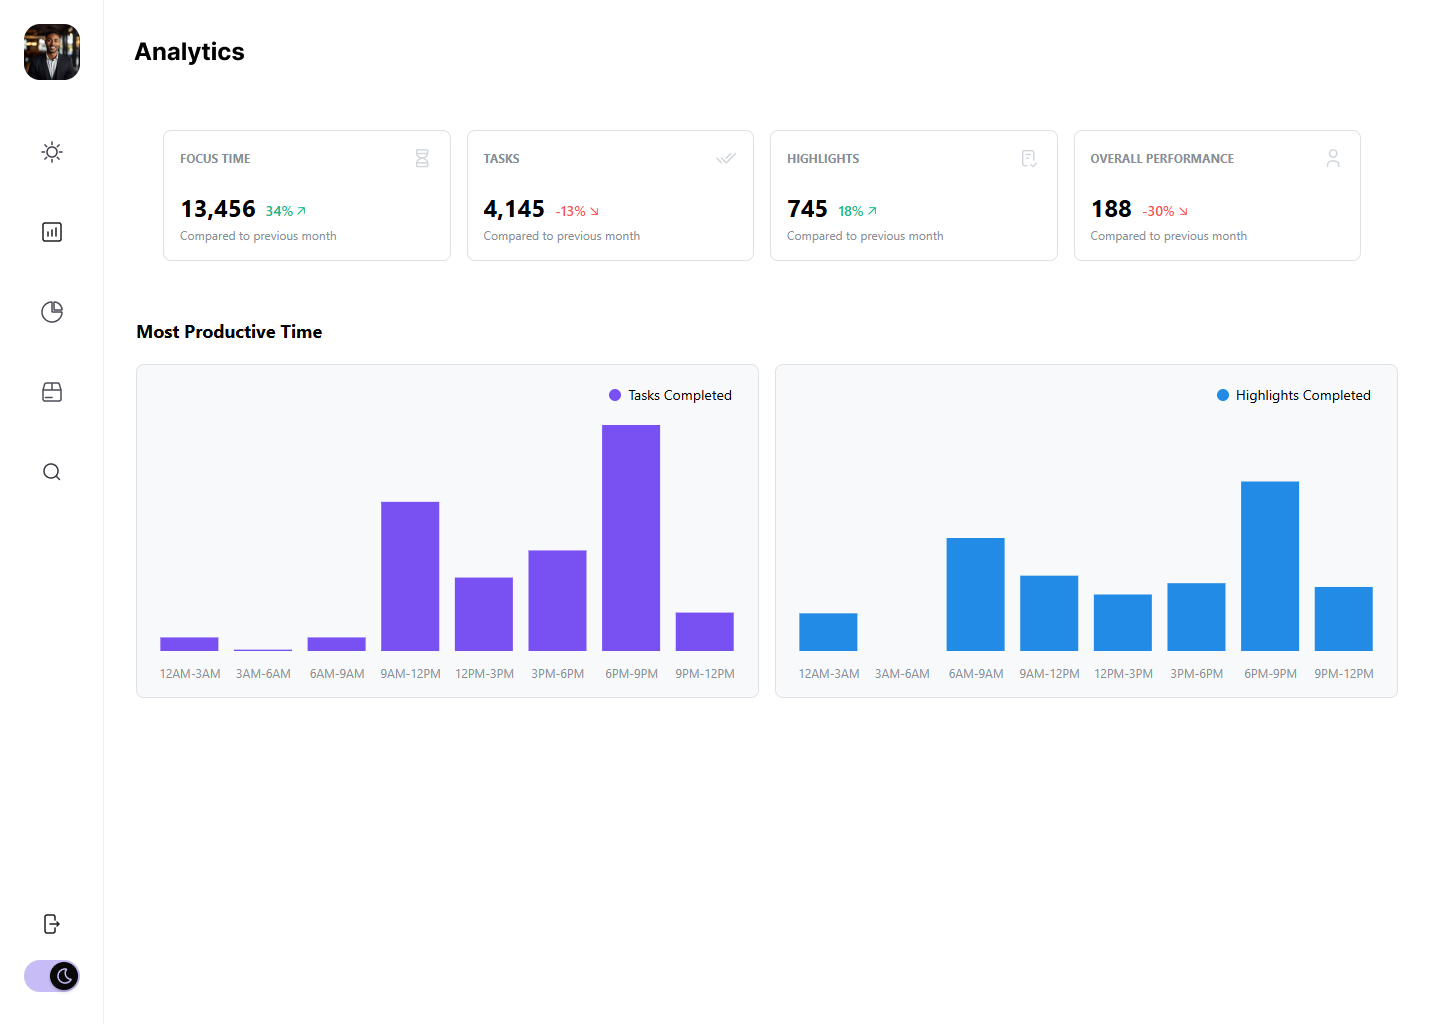 Analytics
FOCUS TIME
13,456 34%
Compared to previous month
TASKS
4,145 -13%
Compared to previous month
HIGHLIGHTS
745 18%
Compared to previous month
OVERALL PERFORMANCE
188 -30%
Compared to previous month
Most Productive Time
Tasks Completed
12AM-3AM 3AM-6AM 6AM-9AM 9AM-12PM 12PM-3PM 3PM-6PM 6PM-9PM 9PM-12PM
Highlights Completed
12AM-3AM 3AM-6AM 6AM-9AM 9AM-12PM 12PM-3PM 3PM-6PM 6PM-9PM 9PM-12PM